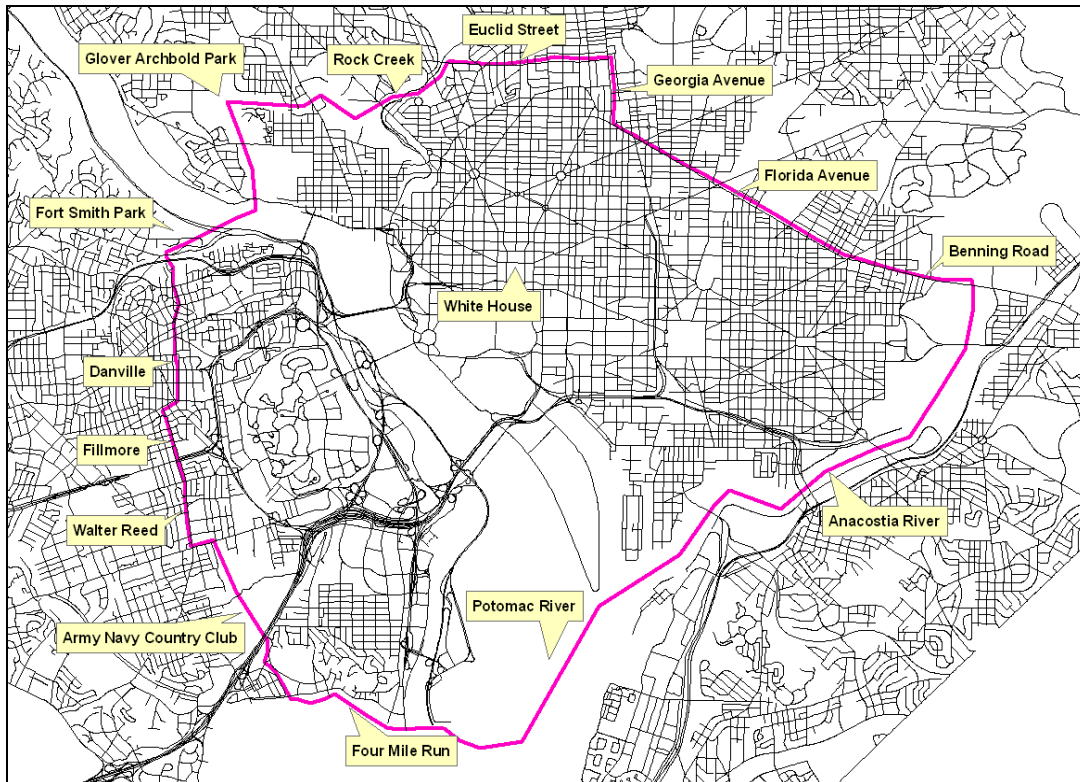 Euclid Street
Glover Archbold Park
Rock Creek
Georgia Avenue
Florida Avenue
Fort Smith Park
Benning Road
White House
Danville
Fillmore
Walter Reed
Anacostia River
Potomac River
Army Navy Country Club
Four Mile Run